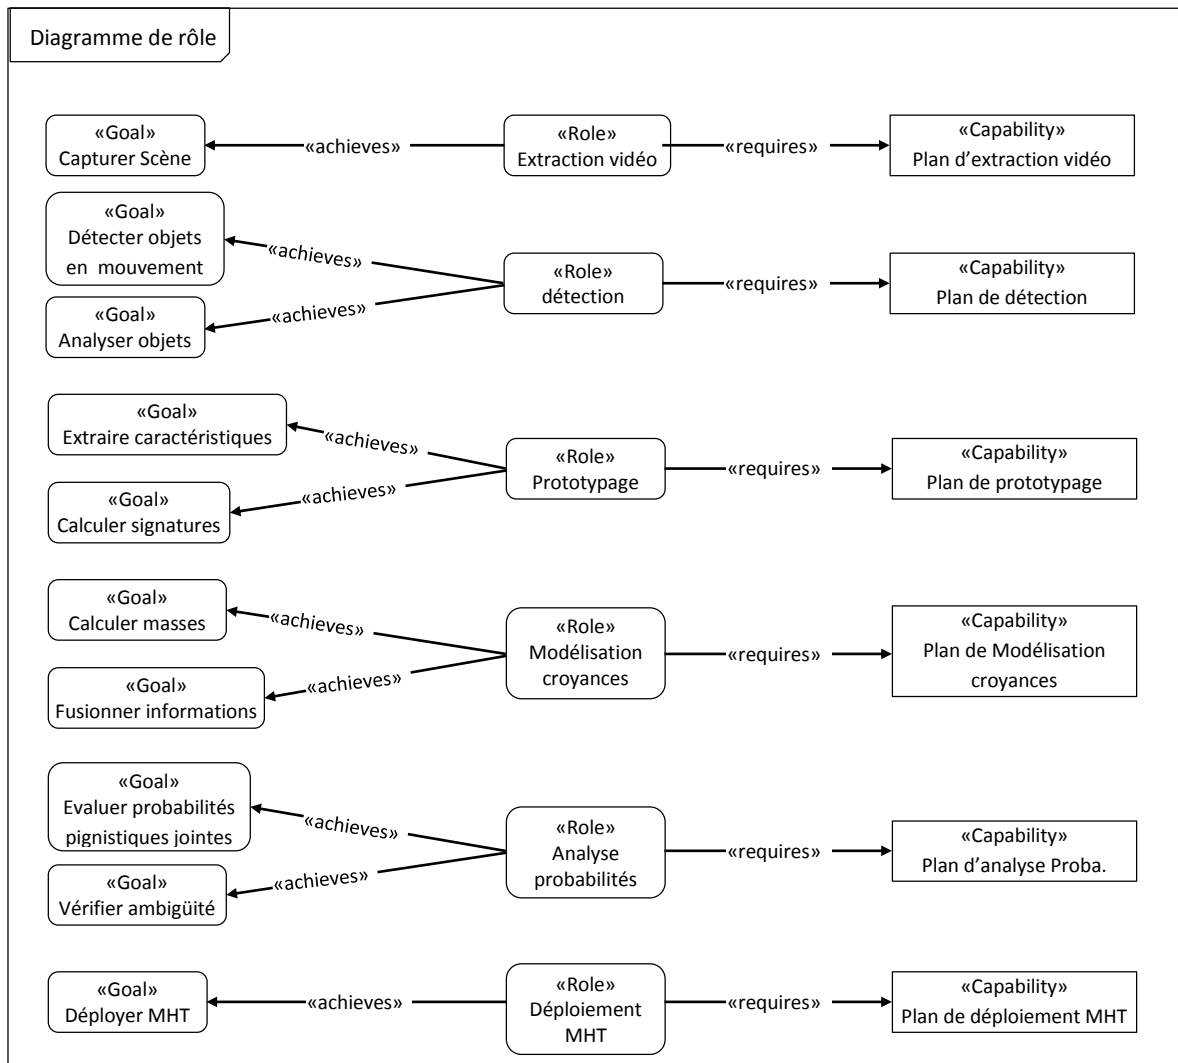 Diagramme de rôle
«Goal»
Capturer Scène
«achieves»
«Role»
Extraction vidéo
«requires»
«Capability»
Plan d’extraction vidéo
«Goal»
Détecter objets
en mouvement
«achieves»
«Goal»
Analyser objets
«achieves»
«Role»
détection
«requires»
«Capability»
Plan de détection
«Goal»
Extraire caractéristiques
«achieves»
«Goal»
Calculer signatures
«achieves»
«Role»
Prototypage
«requires»
«Capability»
Plan de prototypage
«Goal»
Calculer masses
«achieves»
«Goal»
Fusionner informations
«achieves»
«Role»
Modélisation
croyances
«requires»
«Capability»
Plan de Modélisation
croyances
«Goal»
Evaluer probabilités
pignistiques jointes
«achieves»
«Goal»
Vérifier ambigüité
«achieves»
«Role»
Analyse
probabilités
«requires»
«Capability»
Plan d’analyse Proba.
«Goal»
Déployer MHT
«achieves»
«Role»
Déploiement
MHT
«requires»
«Capability»
Plan de déploiement MHT